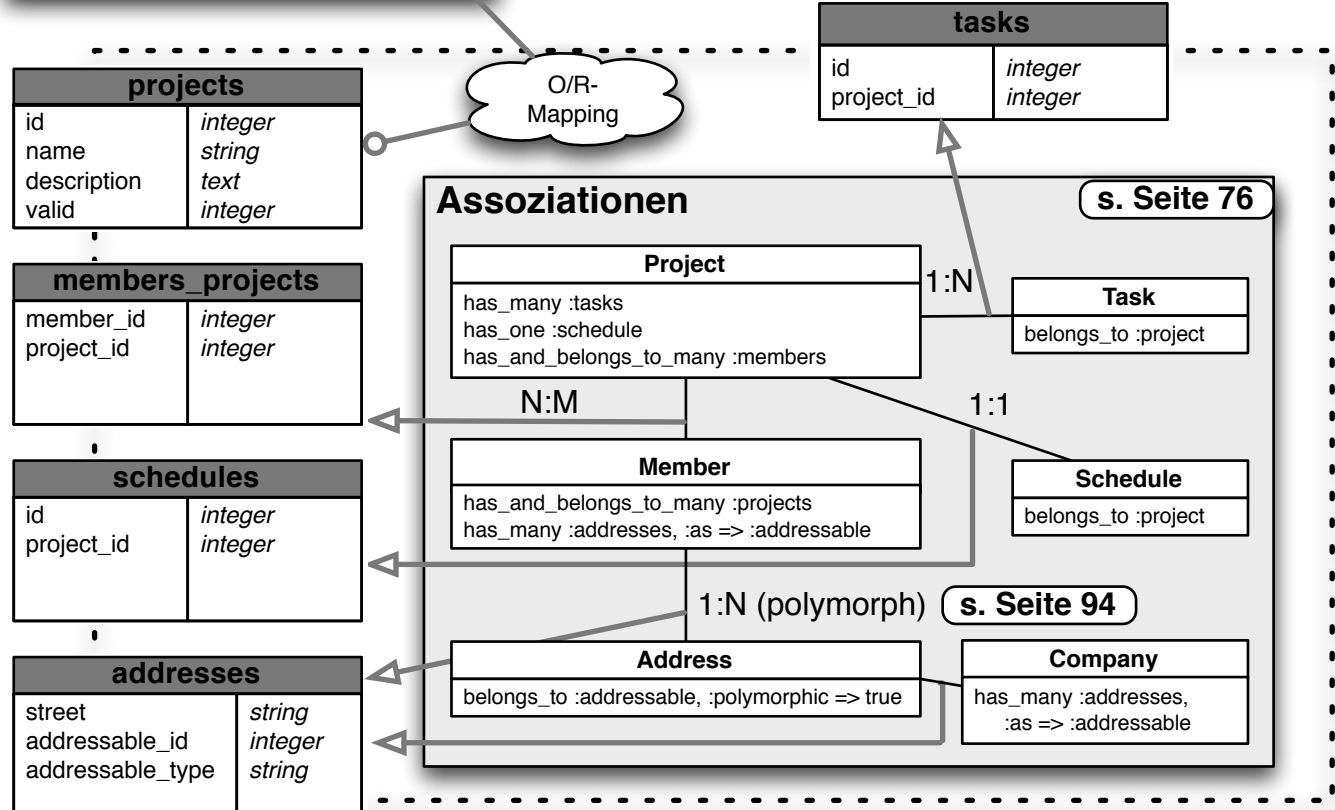 tasks
id integer
project_id integer
projects
id integer
name string
description text
valid integer
O/R-
Mapping
members_projects
member_id integer
project_id integer
schedules
id integer
project_id integer
addresses
street string
addressable_id integer
addressable_type string
Assoziationen
s. Seite 76
Project
has_many :tasks
has_one :schedule
has_and_belongs_to_many :members
1:N
Task
belongs_to :project
N:M
1:1
Member
has_and_belongs_to_many :projects
has_many :addresses, :as => :addressable
Schedule
belongs_to :project
1:N (polymorph)
s. Seite 94
Address
belongs_to :addressable, :polymorphic => true
Company
has_many :addresses,
:as => :addressable